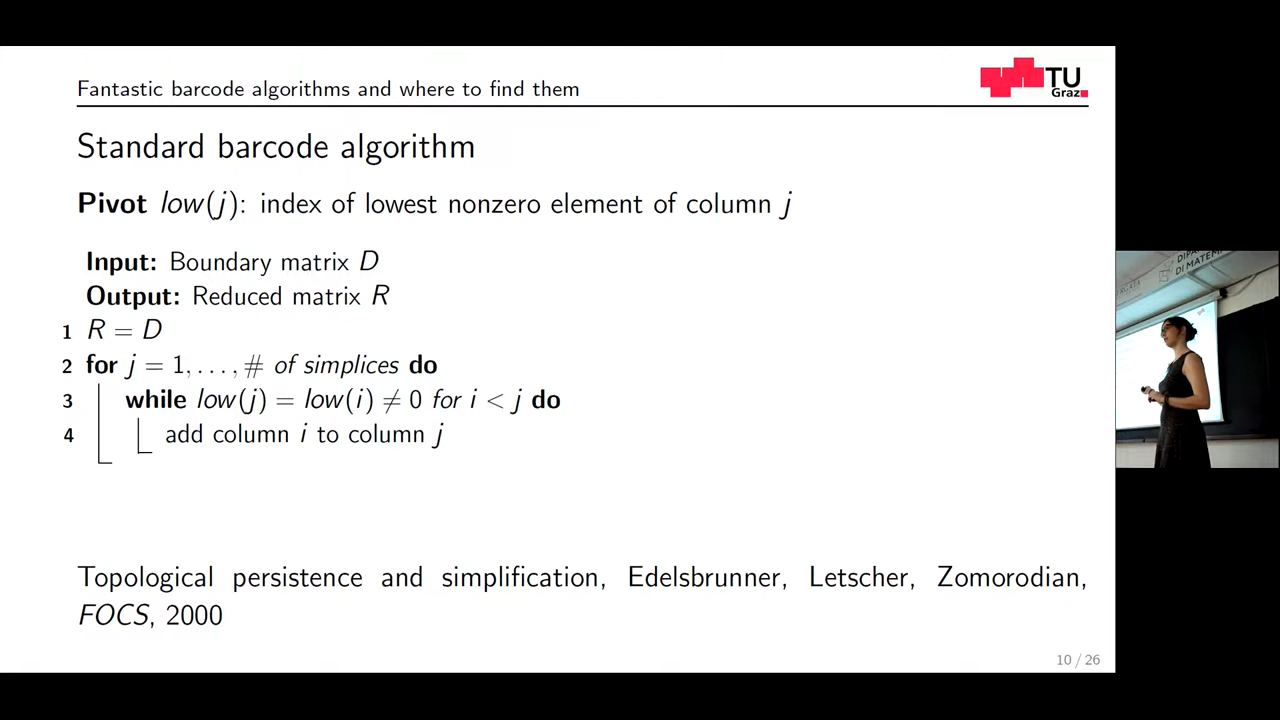 Fantastic barcode algorithms and where to find them
TU
Graz
Standard barcode algorithm
Pivot low(j): index of lowest nonzero element of column j
Input: Boundary matrix D
Output: Reduced matrix R
1 R = D
2 for j = 1, . . . , # of simplices do
3 while low(j) = low(i) ≠ 0 for i < j do
4 add column i to column j
Topological persistence and simplification, Edelsbrunner, Letscher, Zomorodian,
FOCS, 2000
10 / 26
DI MATEM